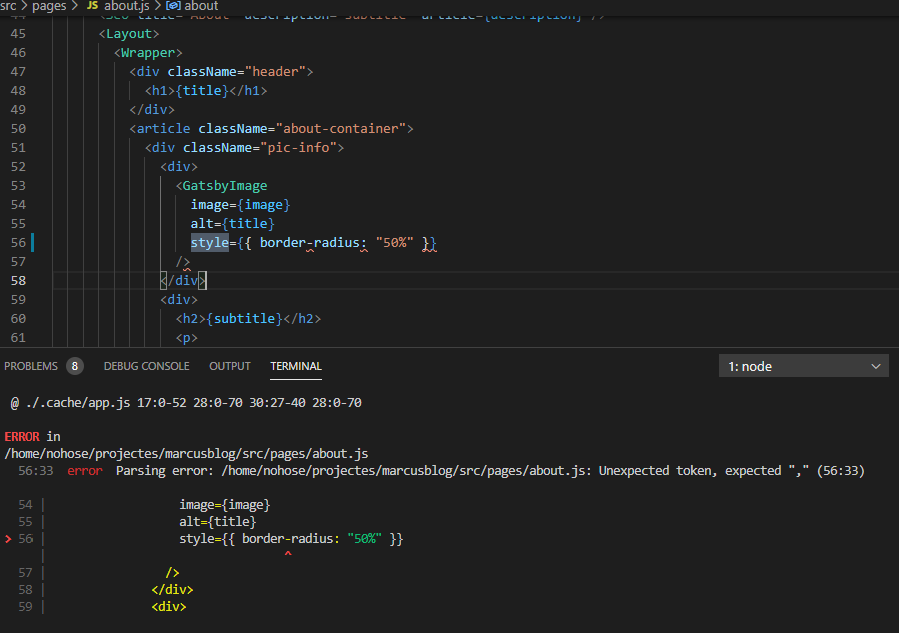 src > pages > JS about.js > about
44 <Seo title="About" description="subtitle" article={description} />
45 <Layout>
46 <Wrapper>
47 <div className="header">
48 <h1>{title}</h1>
49 </div>
50 <article className="about-container">
51 <div className="pic-info">
52 <div>
53 <GatsbyImage
54 image={image}
55 alt={title}
56 style={{ border-radius: "50%" }}
57 />
58 </div>
59 <div>
60 <h2>{subtitle}</h2>
61 <p>
PROBLEMS 8 DEBUG CONSOLE OUTPUT TERMINAL 1: node
@ ./.cache/app.js 17:0-52 28:0-70 30:27-40 28:0-70
ERROR in
/home/nohose/projectes/marcusblog/src/pages/about.js
56:33 error Parsing error: /home/nohose/projectes/marcusblog/src/pages/about.js: Unexpected token, expected "," (56:33)
54 | image={image}
55 | alt={title}
> 56 | style={{ border-radius: "50%" }}
| ^
57 | />
58 | </div>
59 | <div>